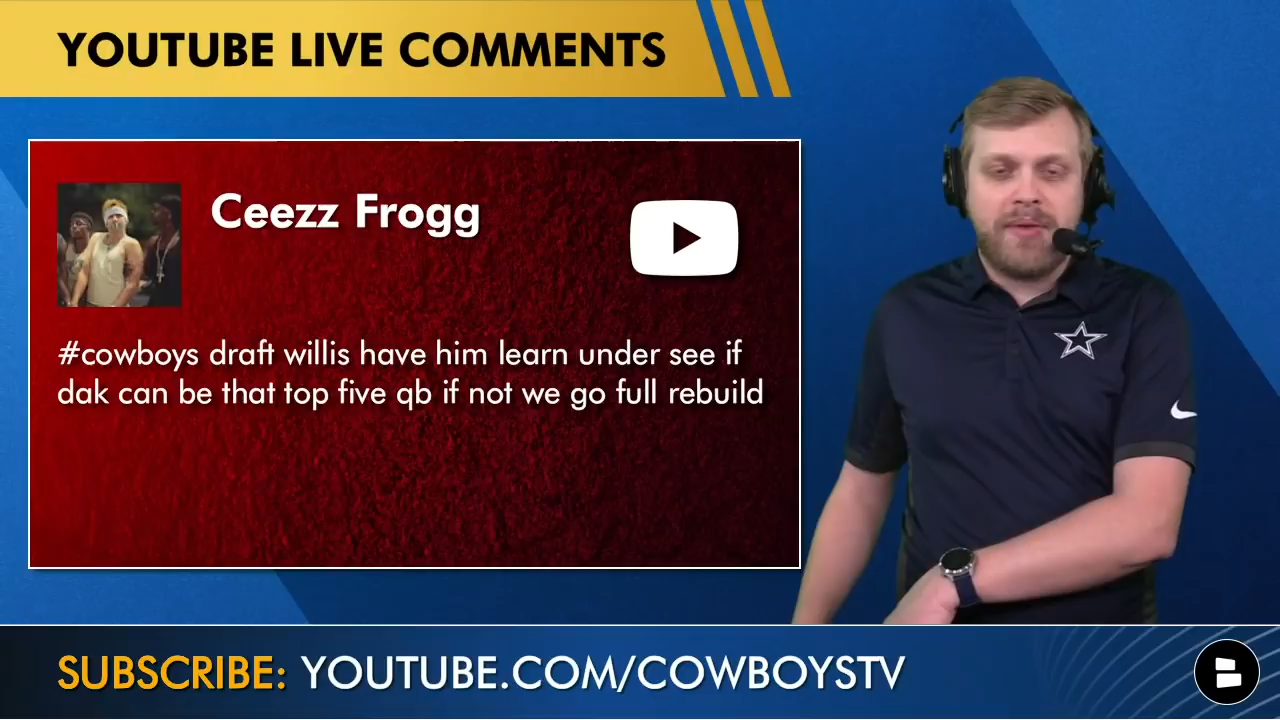 YOUTUBE LIVE COMMENTS
Ceezz Frogg
#cowboys draft willis have him learn under see if
dak can be that top five qb if not we go full rebuild
SUBSCRIBE: YOUTUBE.COM/COWBOYSTV